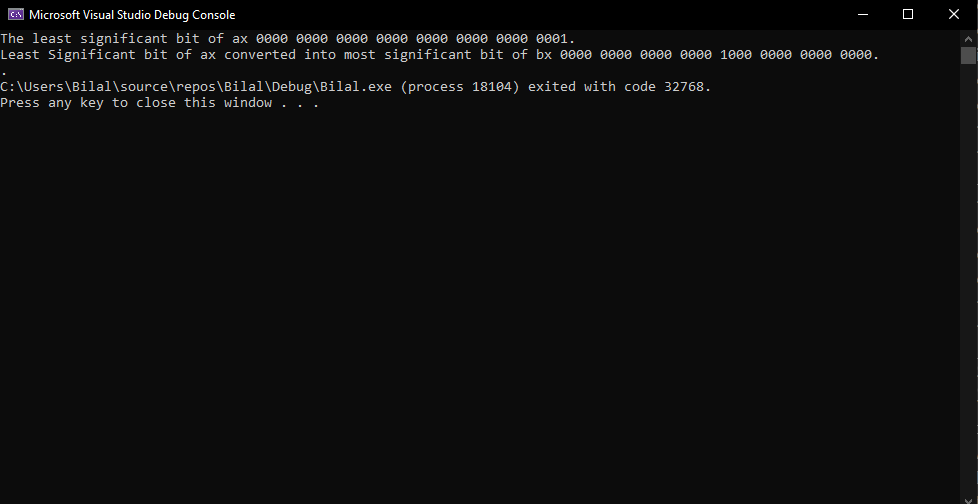 Microsoft Visual Studio Debug Console
The least significant bit of ax 0000 0000 0000 0000 0000 0000 0000 0001.
Least Significant bit of ax converted into most significant bit of bx 0000 0000 0000 0000 1000 0000 0000 0000.
.
C:\Users\Bilal\source\repos\Bilal\Debug\Bilal.exe (process 18104) exited with code 32768.
Press any key to close this window . . .